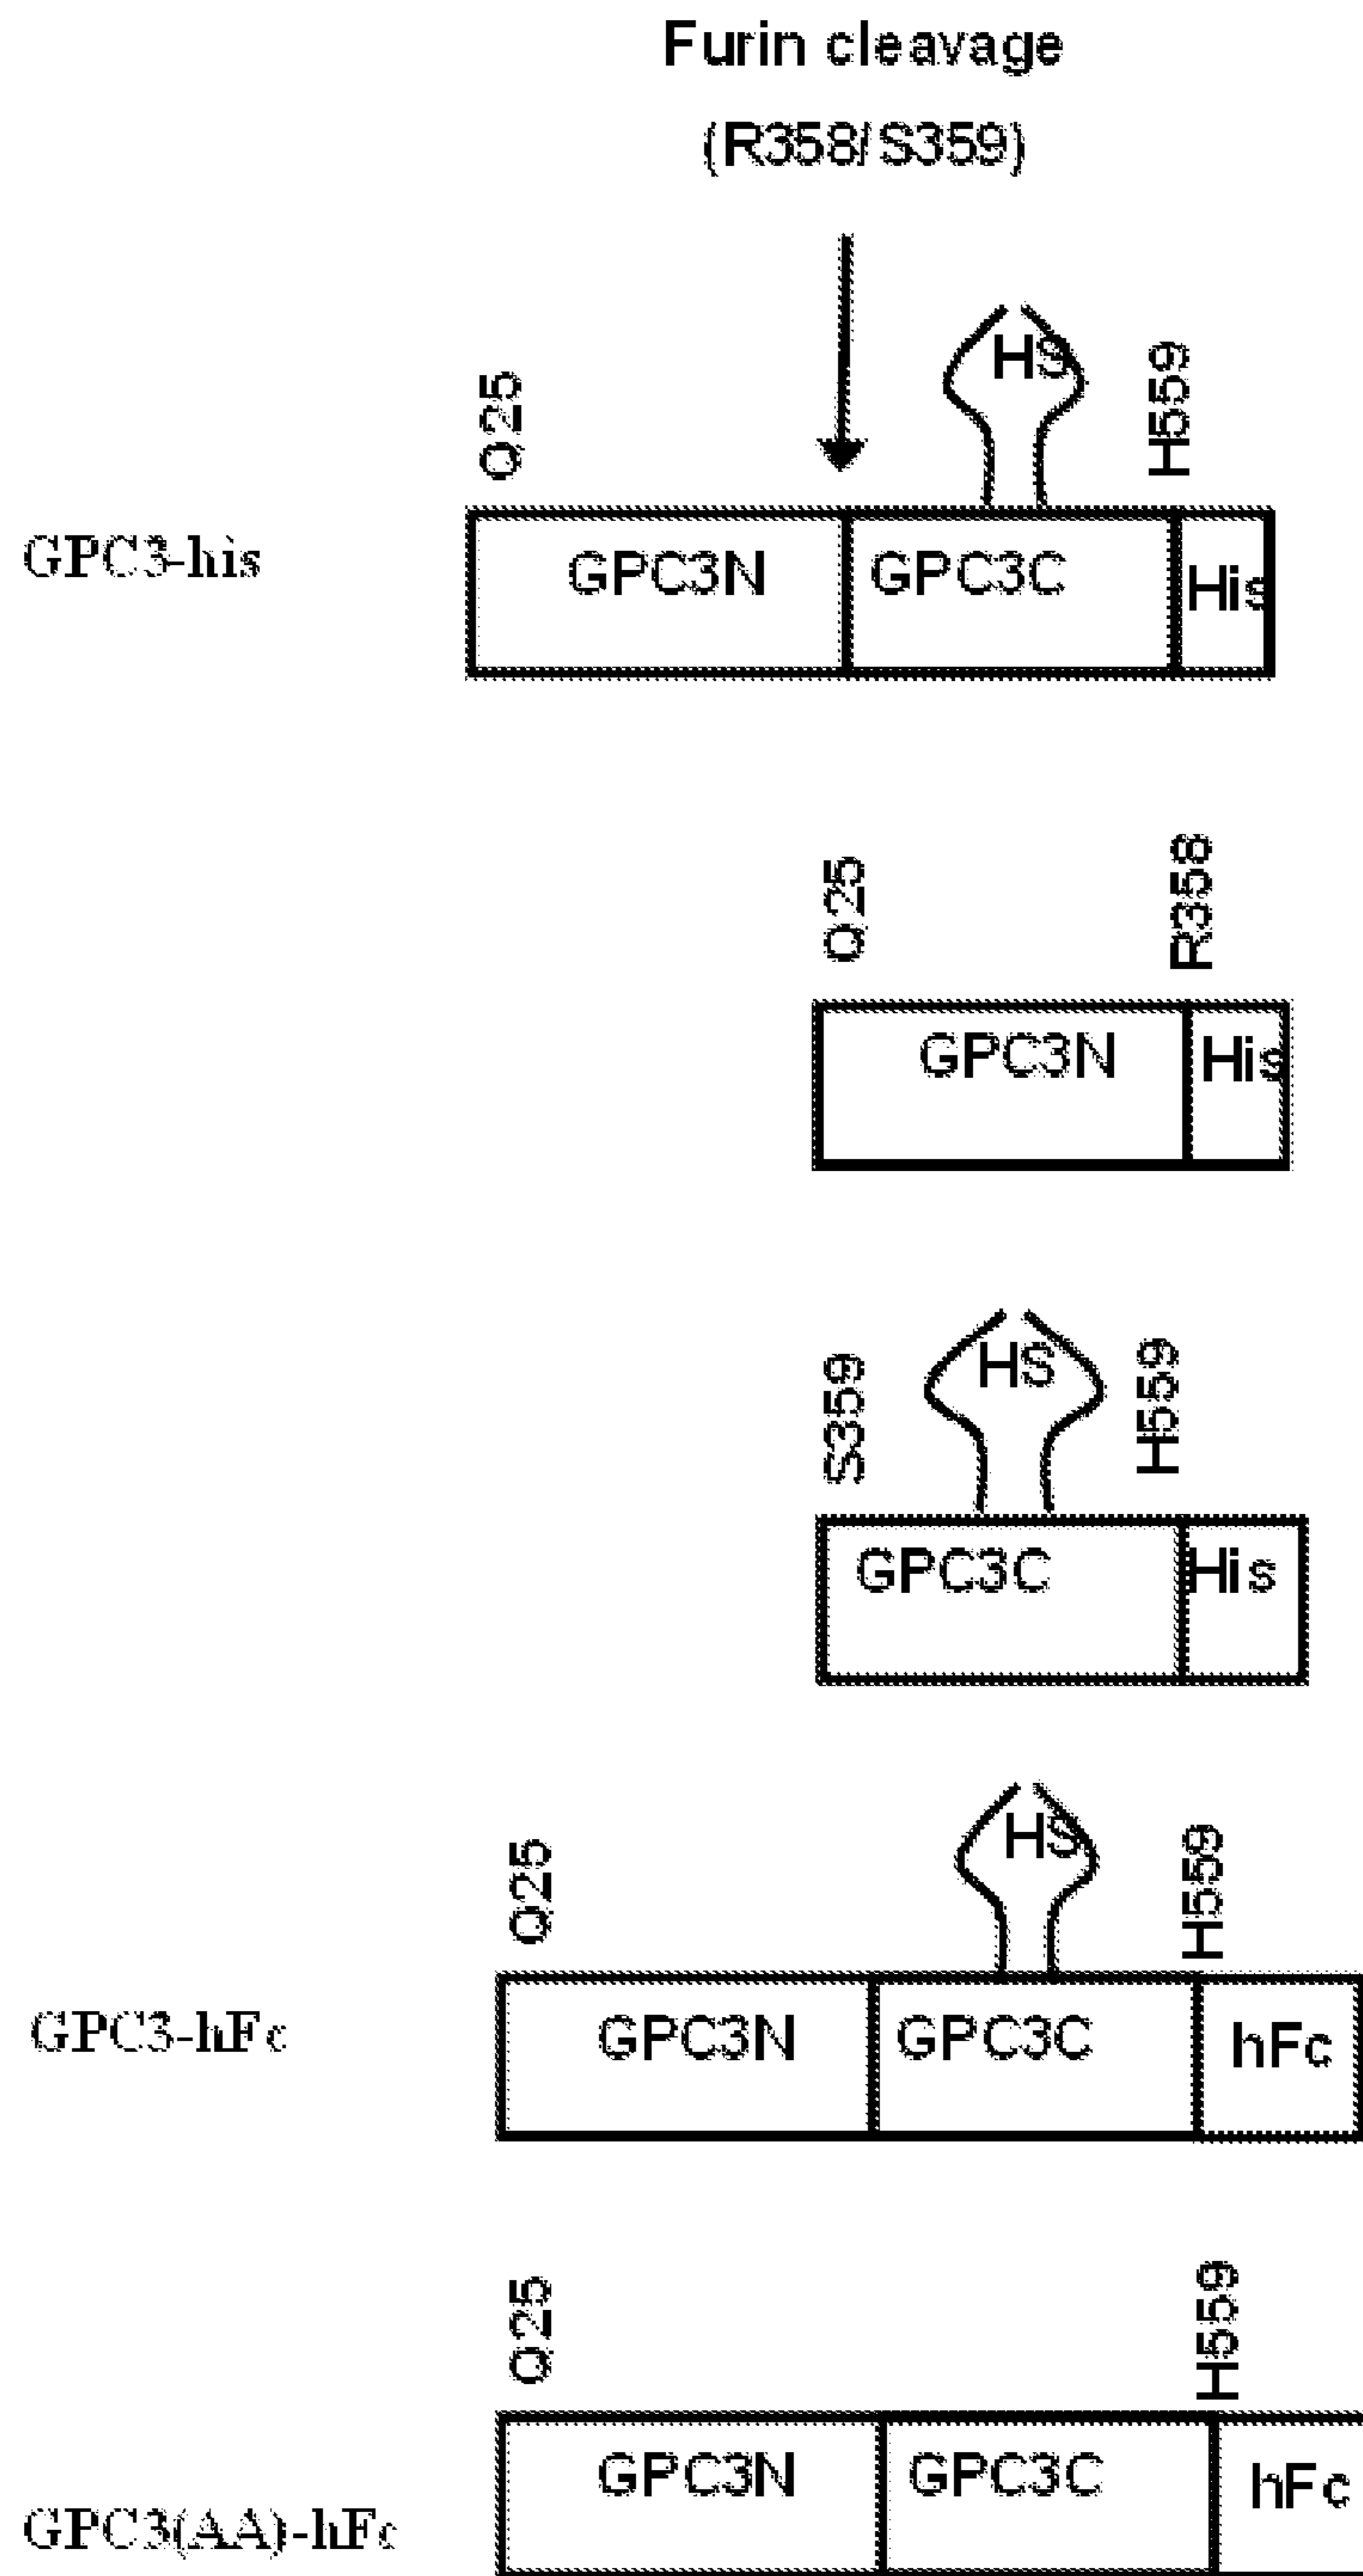 Furin cleavage
(R358/S359)
Q25
HS
H559
GPC3-his
GPC3N
GPC3C
His
Q25
R358
GPC3N
His
S359
HS
H559
GPC3C
His
Q25
HS
H559
GPC3-hFc
GPC3N
GPC3C
hFc
Q25
H559
GPC3(AA)-hFc
GPC3N
GPC3C
hFc